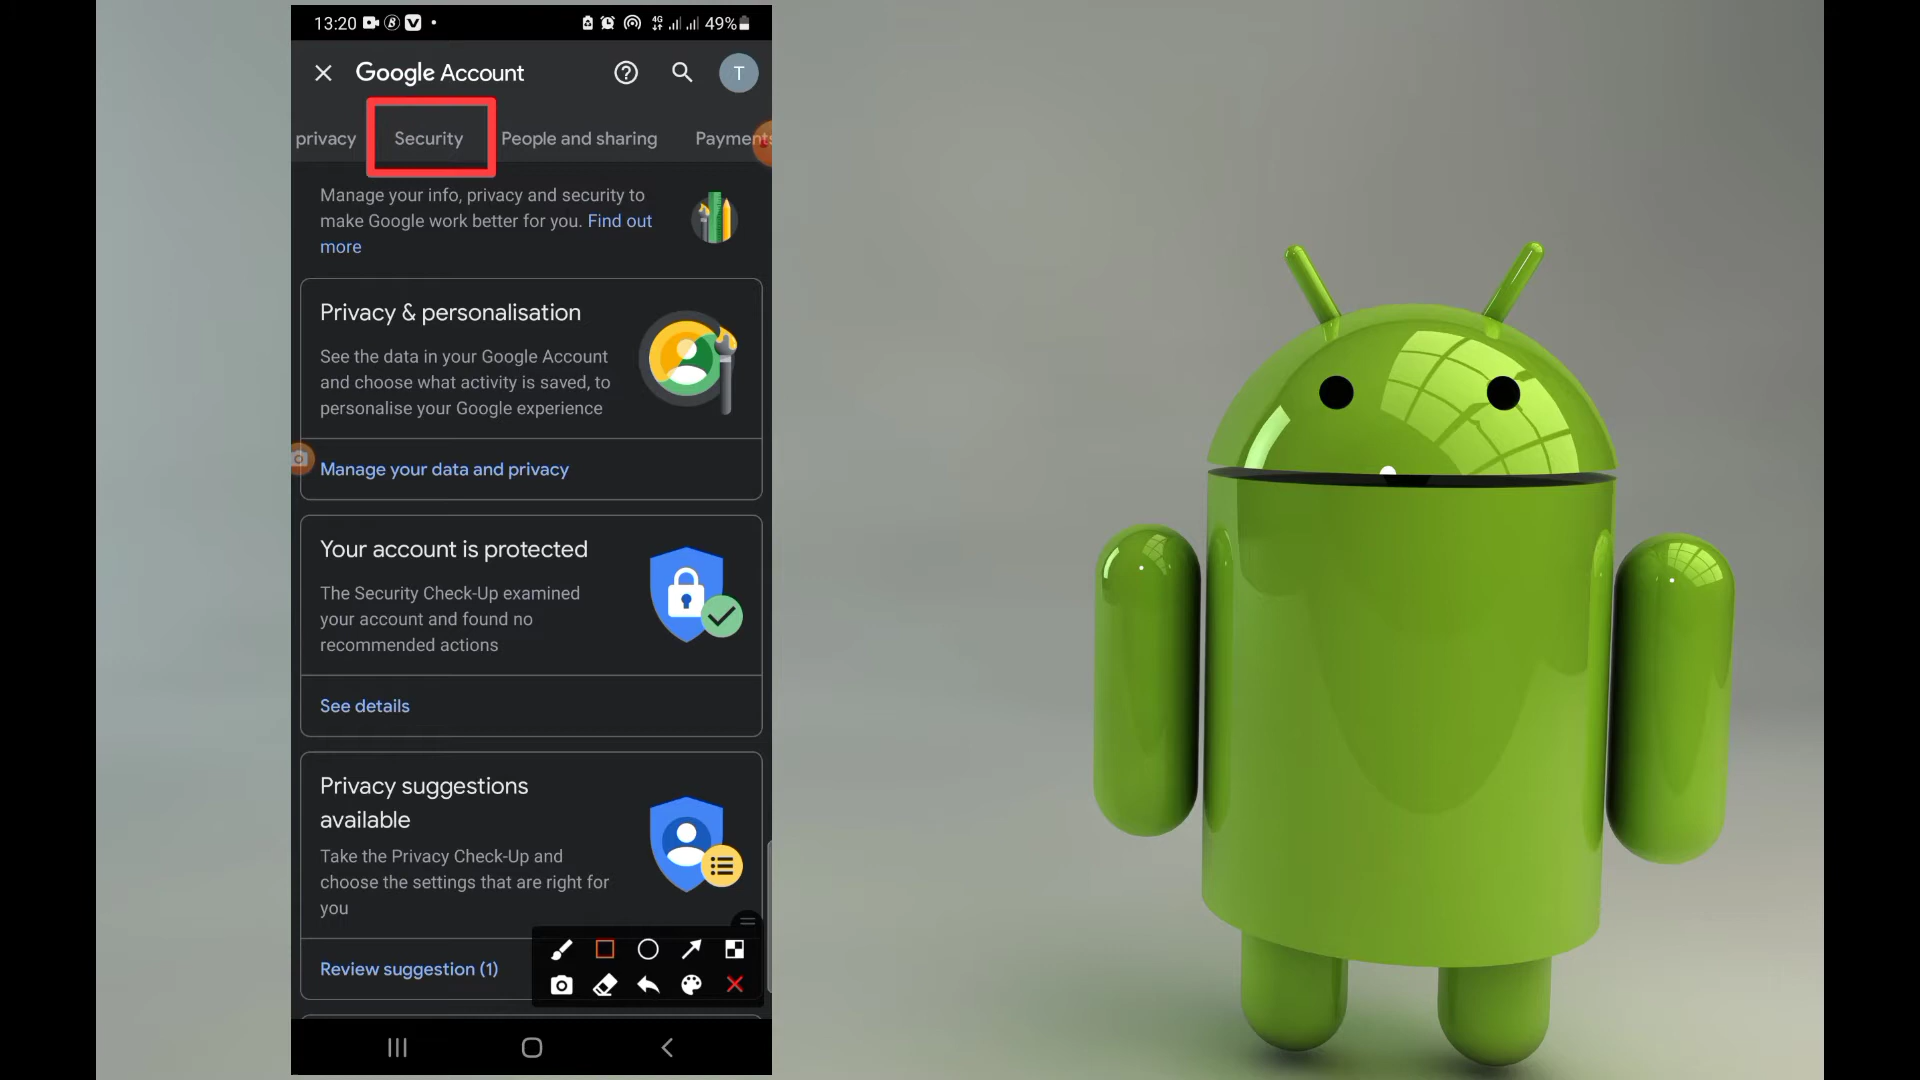 13:20
4G 49%
Google Account
T
privacy Security People and sharing Payments
Manage your info, privacy and security to
make Google work better for you. Find out
more
Privacy & personalisation
See the data in your Google Account
and choose what activity is saved, to
personalise your Google experience
Manage your data and privacy
Your account is protected
The Security Check-Up examined
your account and found no
recommended actions
See details
Privacy suggestions
available
Take the Privacy Check-Up and
choose the settings that are right for
you
Review suggestion (1)